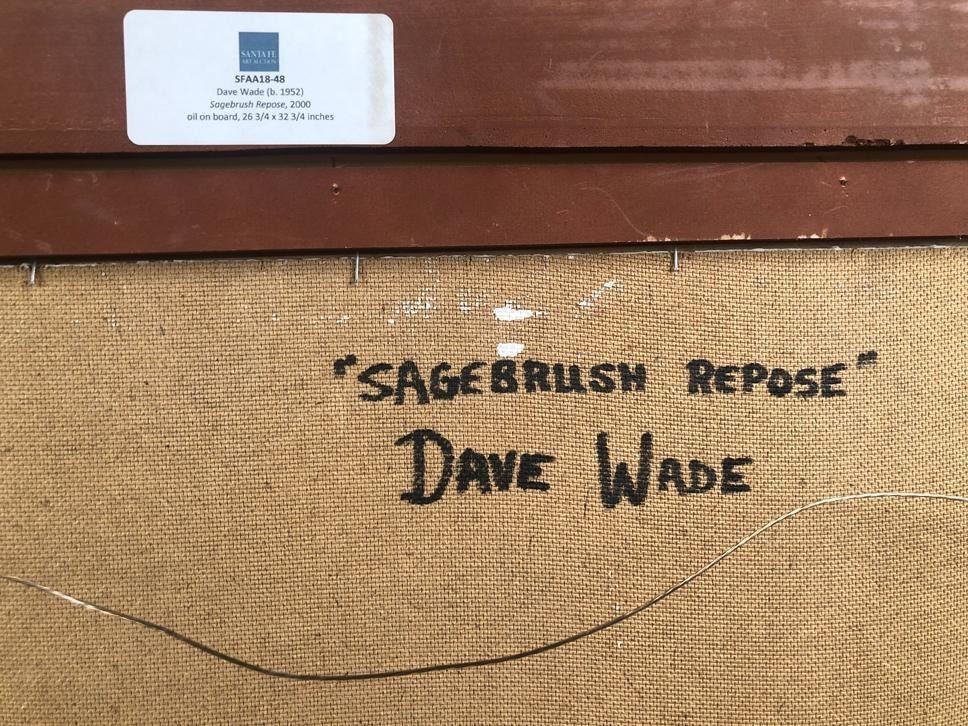 SANTA FE
ART AUCTION
SFAA18-48
Dave Wade (b. 1952)
Sagebrush Repose, 2000
oil on board, 26 3/4 x 32 3/4 inches
"SAGEBRUSH REPOSE"
DAVE WADE